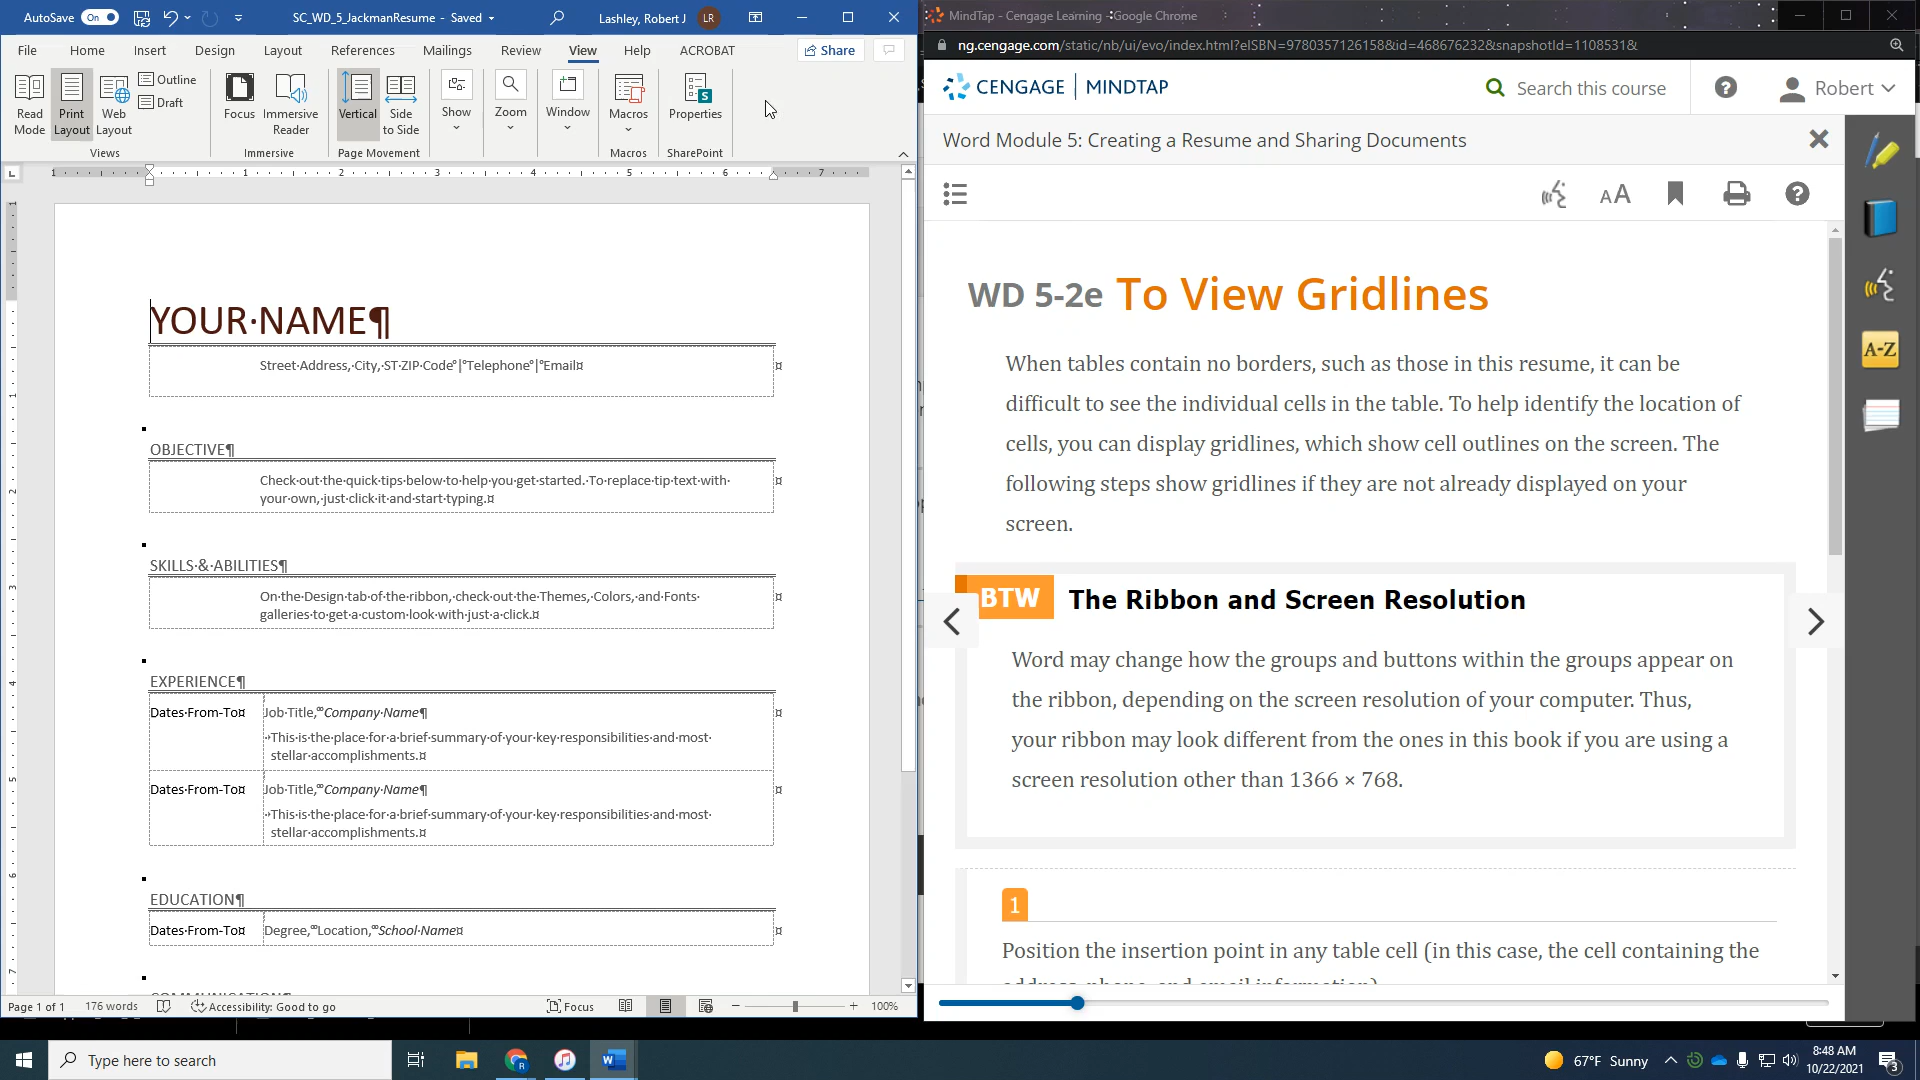 AutoSave On SC_WD_5_JackmanResume - Saved Lashley, Robert J LR
File Home Insert Design Layout References Mailings Review View Help ACROBAT Share
Read Mode Print Layout Web Layout Outline Draft Focus Immersive Reader Vertical Side to Side Show Zoom Window Macros Properties
Views Immersive Page Movement Macros SharePoint
1 1 2 3 4 5 6 7
YOUR·NAME¶
Street·Address,·City,·ST·ZIP·Code°|°Telephone°|°Email¤
OBJECTIVE¶
Check·out·the·quick·tips·below·to·help·you·get·started.·To·replace·tip·text·with·
your·own,·just·click·it·and·start·typing.¤
SKILLS·&·ABILITIES¶
On·the·Design·tab·of·the·ribbon,·check·out·the·Themes,·Colors,·and·Fonts·
galleries·to·get·a·custom·look·with·just·a·click.¤
EXPERIENCE¶
Dates·From-To¤ Job·Title,°Company·Name¶
This·is·the·place·for·a·brief·summary·of·your·key·responsibilities·and·most·
stellar·accomplishments.¤
Dates·From-To¤ Job·Title,°Company·Name¶
This·is·the·place·for·a·brief·summary·of·your·key·responsibilities·and·most·
stellar·accomplishments.¤
EDUCATION¶
Dates·From-To¤ Degree,°Location,°School·Name¤
COMMUNICATION¶
Page 1 of 1 176 words Accessibility: Good to go Focus 100%
MindTap - Cengage Learning - Google Chrome
ng.cengage.com/static/nb/ui/evo/index.html?eISBN=9780357126158&id=468676232&snapshotId=1108531&
CENGAGE | MINDTAP Search this course Robert
Word Module 5: Creating a Resume and Sharing Documents
AA
A-Z
WD 5-2e To View Gridlines
When tables contain no borders, such as those in this resume, it can be
difficult to see the individual cells in the table. To help identify the location of
cells, you can display gridlines, which show cell outlines on the screen. The
following steps show gridlines if they are not already displayed on your
screen.
BTW The Ribbon and Screen Resolution
Word may change how the groups and buttons within the groups appear on
the ribbon, depending on the screen resolution of your computer. Thus,
your ribbon may look different from the ones in this book if you are using a
screen resolution other than 1366 × 768.
1
Position the insertion point in any table cell (in this case, the cell containing the
address, phone, and email information).
Type here to search 67°F Sunny 8:48 AM
10/22/2021 3